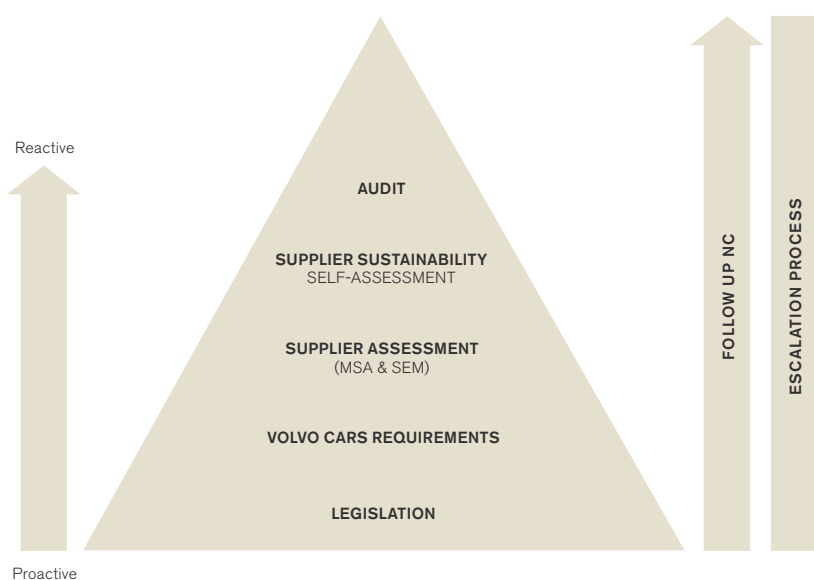 Reactive
AUDIT
SUPPLIER SUSTAINABILITY
SELF-ASSESSMENT
SUPPLIER ASSESSMENT
(MSA & SEM)
VOLVO CARS REQUIREMENTS
LEGISLATION
Proactive
FOLLOW UP NC
ESCALATION PROCESS